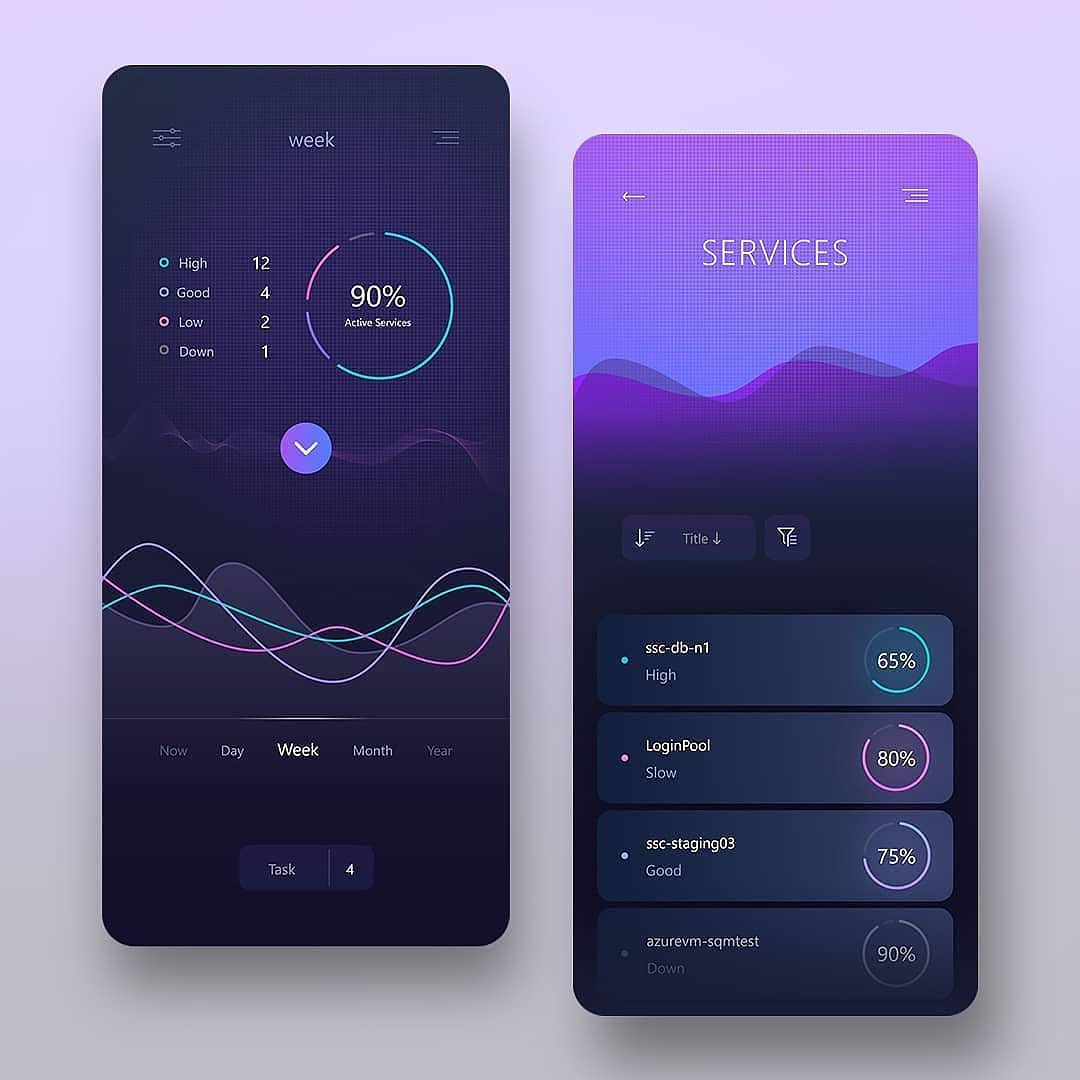 week
High 12
Good 4
Low 2
Down 1
90%
Active Services
Now Day Week Month Year
Task 4
SERVICES
Title ↓
ssc-db-n1
High
65%
LoginPool
Slow
80%
ssc-staging03
Good
75%
azurevm-sqmtest
Down
90%